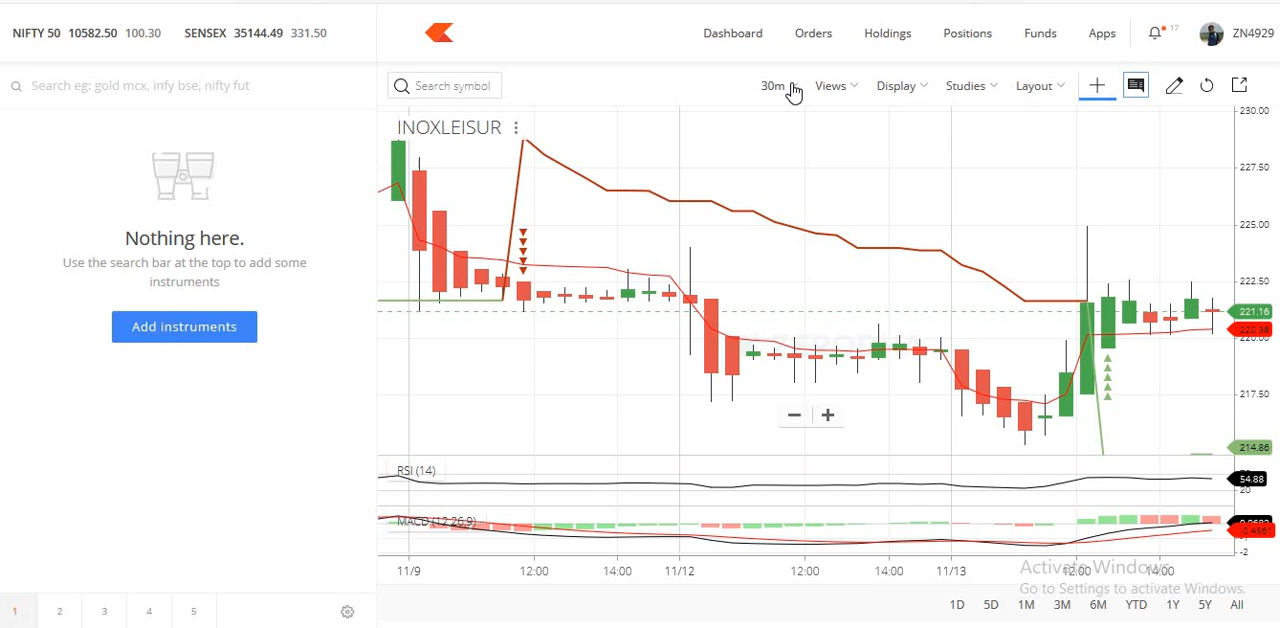 NIFTY 50 10582.50 100.30 SENSEX 35144.49 331.50
Dashboard Orders Holdings Positions Funds Apps 17 ZN4929
Search eg: gold mcx, infy bse, nifty fut
Search symbol 30m Views Display Studies Layout
INOXLEISUR
230.00
227.50
225.00
222.50
221.16
220.38
220.00
217.50
214.86
Nothing here.
Use the search bar at the top to add some
instruments
Add instruments
RSI (14)
54.88
20
MACD (12,26,9)
-2
11/9 12:00 14:00 11/12 12:00 14:00 11/13 12:00 14:00
Activate Windows
Go to Settings to activate Windows.
1D 5D 1M 3M 6M YTD 1Y 5Y All
1 2 3 4 5